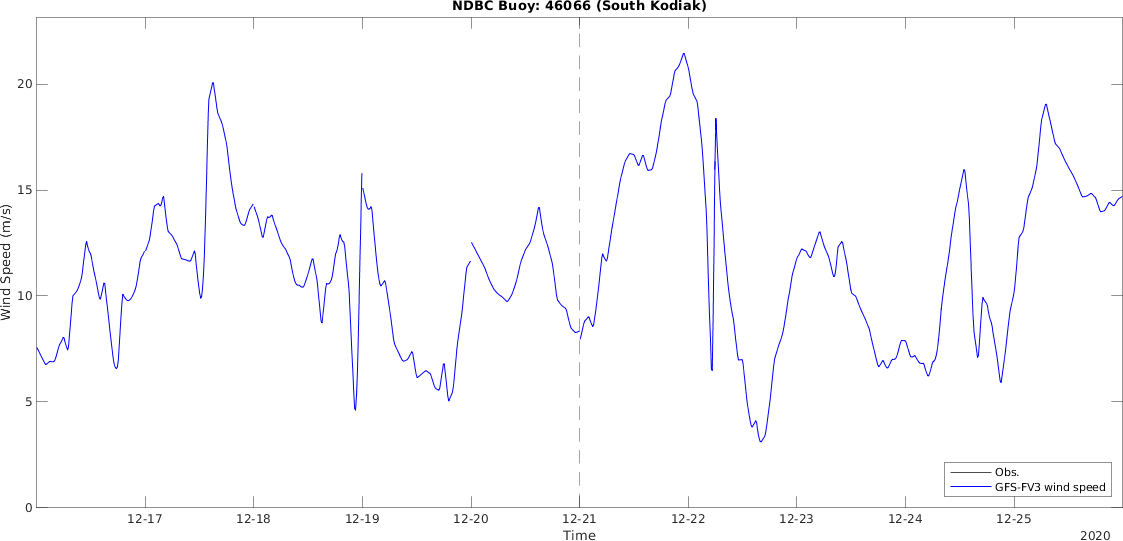 NDBC Buoy: 46066 (South Kodiak)
20
15
10
5
0
Wind Speed (m/s)
12-17 12-18 12-19 12-20 12-21 12-22 12-23 12-24 12-25
Time
2020
Obs.
GFS-FV3 wind speed